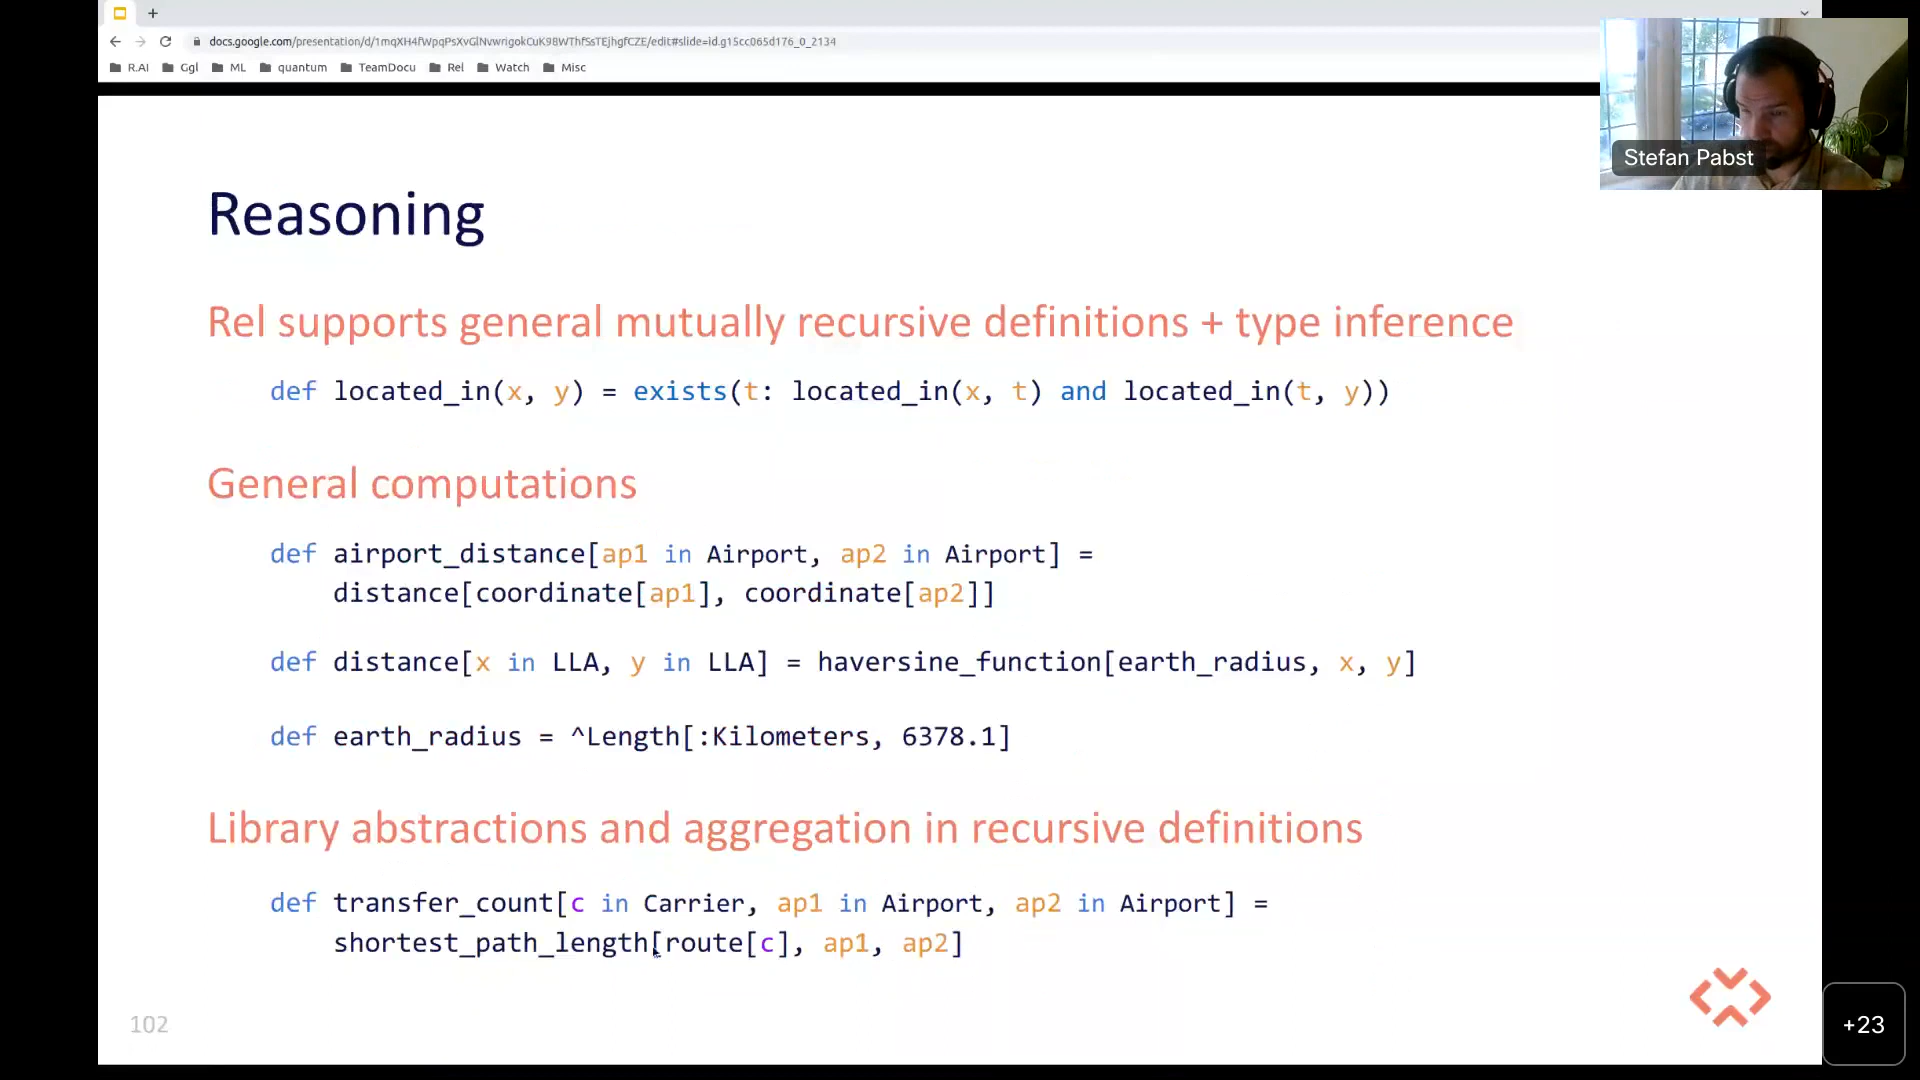 docs.google.com/presentation/d/1mqXH4fWpqPsXvGlNvwrigokCuK98WThfSsTEjhgfCZE/edit#slide=id.g15cc065d176_0_2134
R.AI Ggl ML quantum TeamDocu Rel Watch Misc
Stefan Pabst
Reasoning
Rel supports general mutually recursive definitions + type inference
def located_in(x, y) = exists(t: located_in(x, t) and located_in(t, y))
General computations
def airport_distance[ap1 in Airport, ap2 in Airport] =
distance[coordinate[ap1], coordinate[ap2]]
def distance[x in LLA, y in LLA] = haversine_function[earth_radius, x, y]
def earth_radius = ^Length[:Kilometers, 6378.1]
Library abstractions and aggregation in recursive definitions
def transfer_count[c in Carrier, ap1 in Airport, ap2 in Airport] =
shortest_path_length[route[c], ap1, ap2]
102
+23